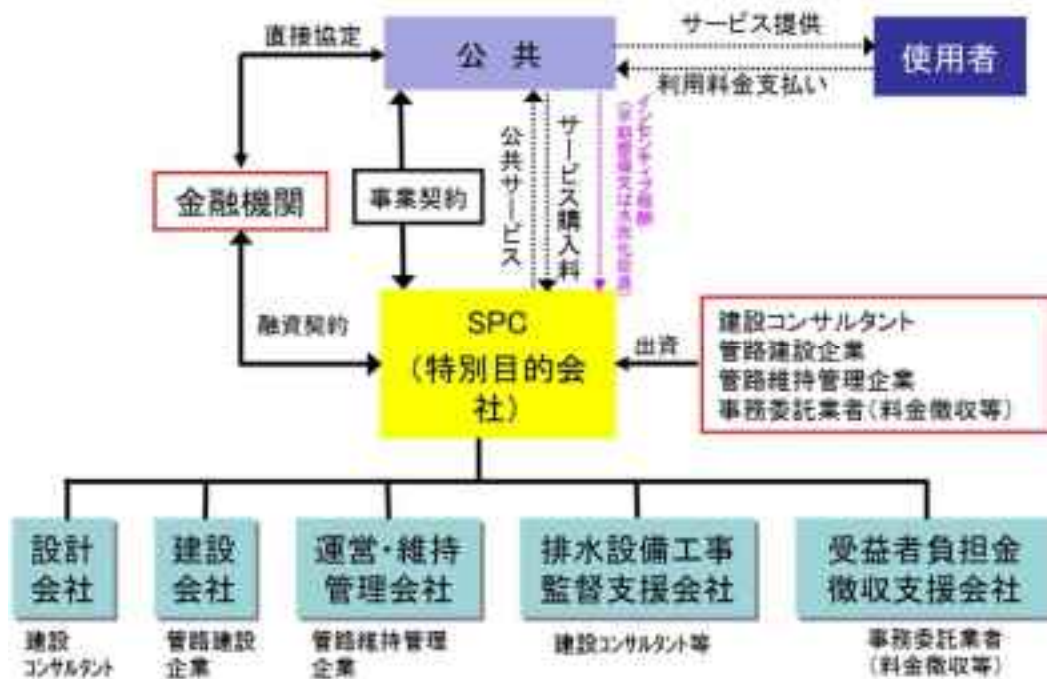 直接協定
公 共
サービス提供
使用者
利用料金支払い
金融機関
事業契約
公共サービス
サービス購入料
インセンティブ報酬
融資契約
SPC
(特別目的会
社)
出資
建設コンサルタント
管路建設企業
管路維持管理企業
事務委託業者(料金徴収等)
設計
会社
建設
会社
運営・維持
管理会社
排水設備工事
監督支援会社
受益者負担金
徴収支援会社
建設
コンサルタント
管路建設
企業
管路維持管理
企業
建設コンサルタント等
事務委託業者
(料金徴収等)